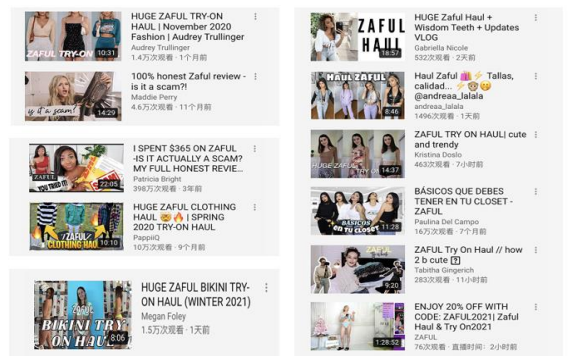 HUGE ZAFUL TRY-ON
HAUL | November 2020
Fashion | Audrey Trullinger
Audrey Trullinger
1.4万次观看 · 1个月前
ZAFUL TRY-ON
10:31
100% honest Zaful review -
is it a scam?!
Maddie Perry
4.6万次观看 · 11个月前
is it a scam?
14:29
I SPENT $365 ON ZAFUL
-IS IT ACTUALLY A SCAM?
MY FULL HONEST REVIE...
Patricia Bright
398万次观看 · 3年前
ZAFUL
YOU TRIED IT!
22:05
HUGE ZAFUL CLOTHING
HAUL 🤯🔥 | SPRING
2020 TRY-ON HAUL
PappiiQ
10万次观看 · 9个月前
ZAFUL
CLOTHING HAUL
10:10
HUGE ZAFUL BIKINI TRY-
ON HAUL (WINTER 2021)
Megan Foley
1.5万次观看 · 1天前
ZAFUL
BIKINI TRY
ON HAUL
8:06
HUGE Zaful Haul +
Wisdom Teeth + Updates
VLOG
Gabriella Nicole
532次观看 · 2天前
ZAFUL
HAUL
18:57
Haul Zaful 🛍️⚡ Tallas,
calidad... ⚡
@andreaa_lalala
andreaa_lalala
1496次观看 · 1天前
HAUL ZAFUL
8:46
ZAFUL TRY ON HAUL| cute
and trendy
Kristina Doslo
463次观看 · 7小时前
HUGE ZAFUL
TRY ON
14:37
BÁSICOS QUE DEBES
TENER EN TU CLOSET -
ZAFUL
Paulina Del Campo
16万次观看 · 7个月前
Básicos
en tu CLOSET
11:28
ZAFUL Try On Haul // how
2 b cute ?
Tabitha Gingerich
283次观看 · 11小时前
ZAFUL
9:20
ENJOY 20% OFF WITH
CODE: ZAFUL2021| Zaful
Haul & Try On2021
ZAFUL
76次观看 · 直播时间：2小时前
1:28:52